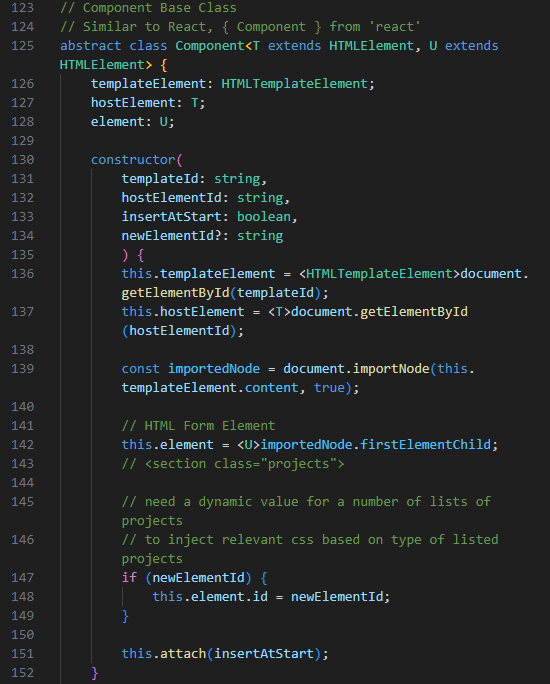 123 // Component Base Class
124 // Similar to React, { Component } from 'react'
125 abstract class Component<T extends HTMLElement, U extends
HTMLElement> {
126 templateElement: HTMLTemplateElement;
127 hostElement: T;
128 element: U;
129
130 constructor(
131 templateId: string,
132 hostElementId: string,
133 insertAtStart: boolean,
134 newElementId?: string
135 ) {
136 this.templateElement = <HTMLTemplateElement>document.
getElementById(templateId);
137 this.hostElement = <T>document.getElementById
(hostElementId);
138
139 const importedNode = document.importNode(this.
templateElement.content, true);
140
141 // HTML Form Element
142 this.element = <U>importedNode.firstElementChild;
143 // <section class="projects">
144
145 // need a dynamic value for a number of lists of
projects
146 // to inject relevant css based on type of listed
projects
147 if (newElementId) {
148 this.element.id = newElementId;
149 }
150
151 this.attach(insertAtStart);
152 }